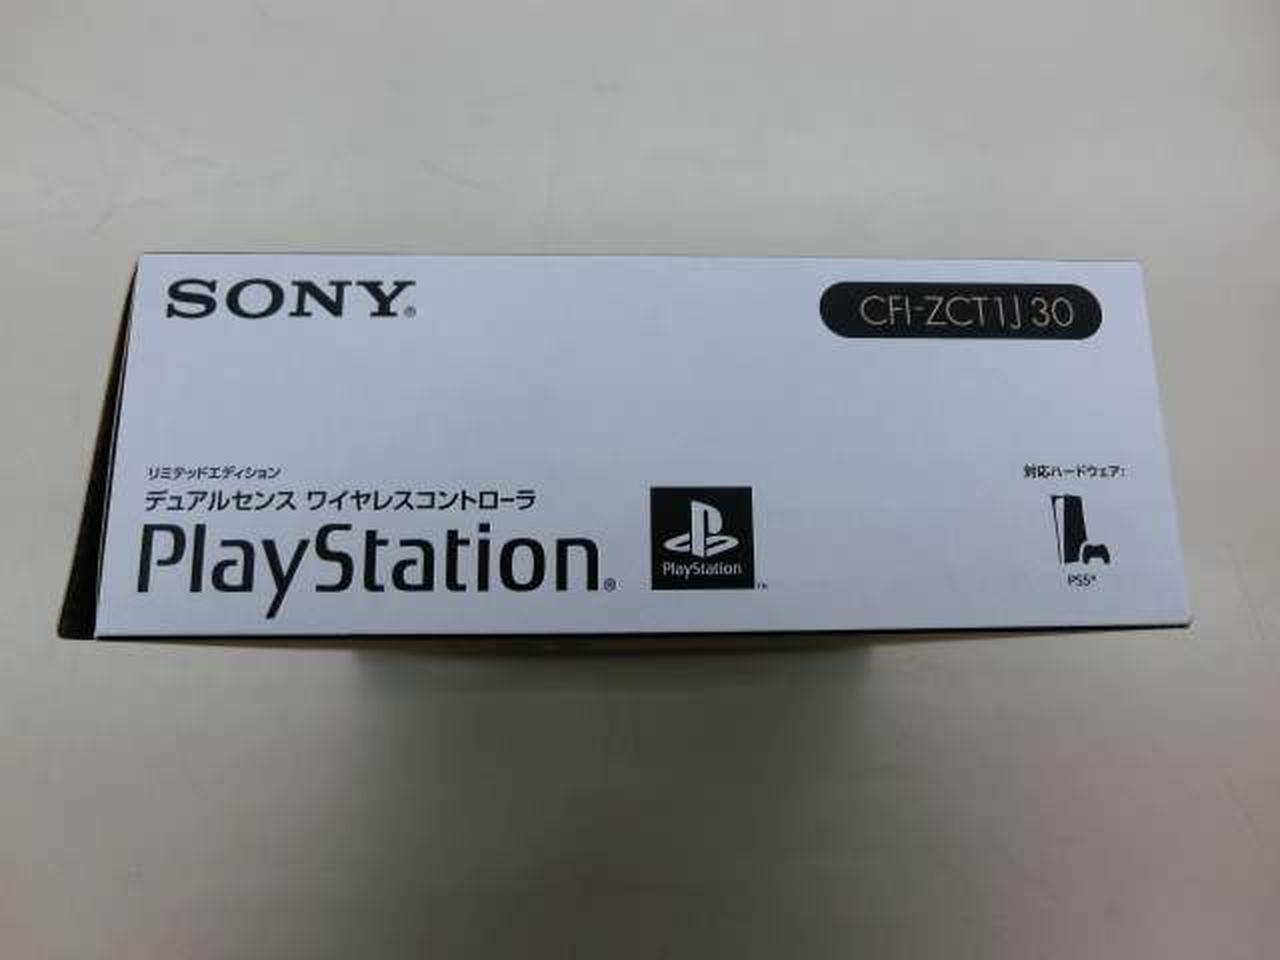 SONY®
CFI-ZCT1J 30
リミテッドエディション
デュアルセンス ワイヤレスコントローラ
PlayStation®
PlayStation™
対応ハードウェア:
PS5®